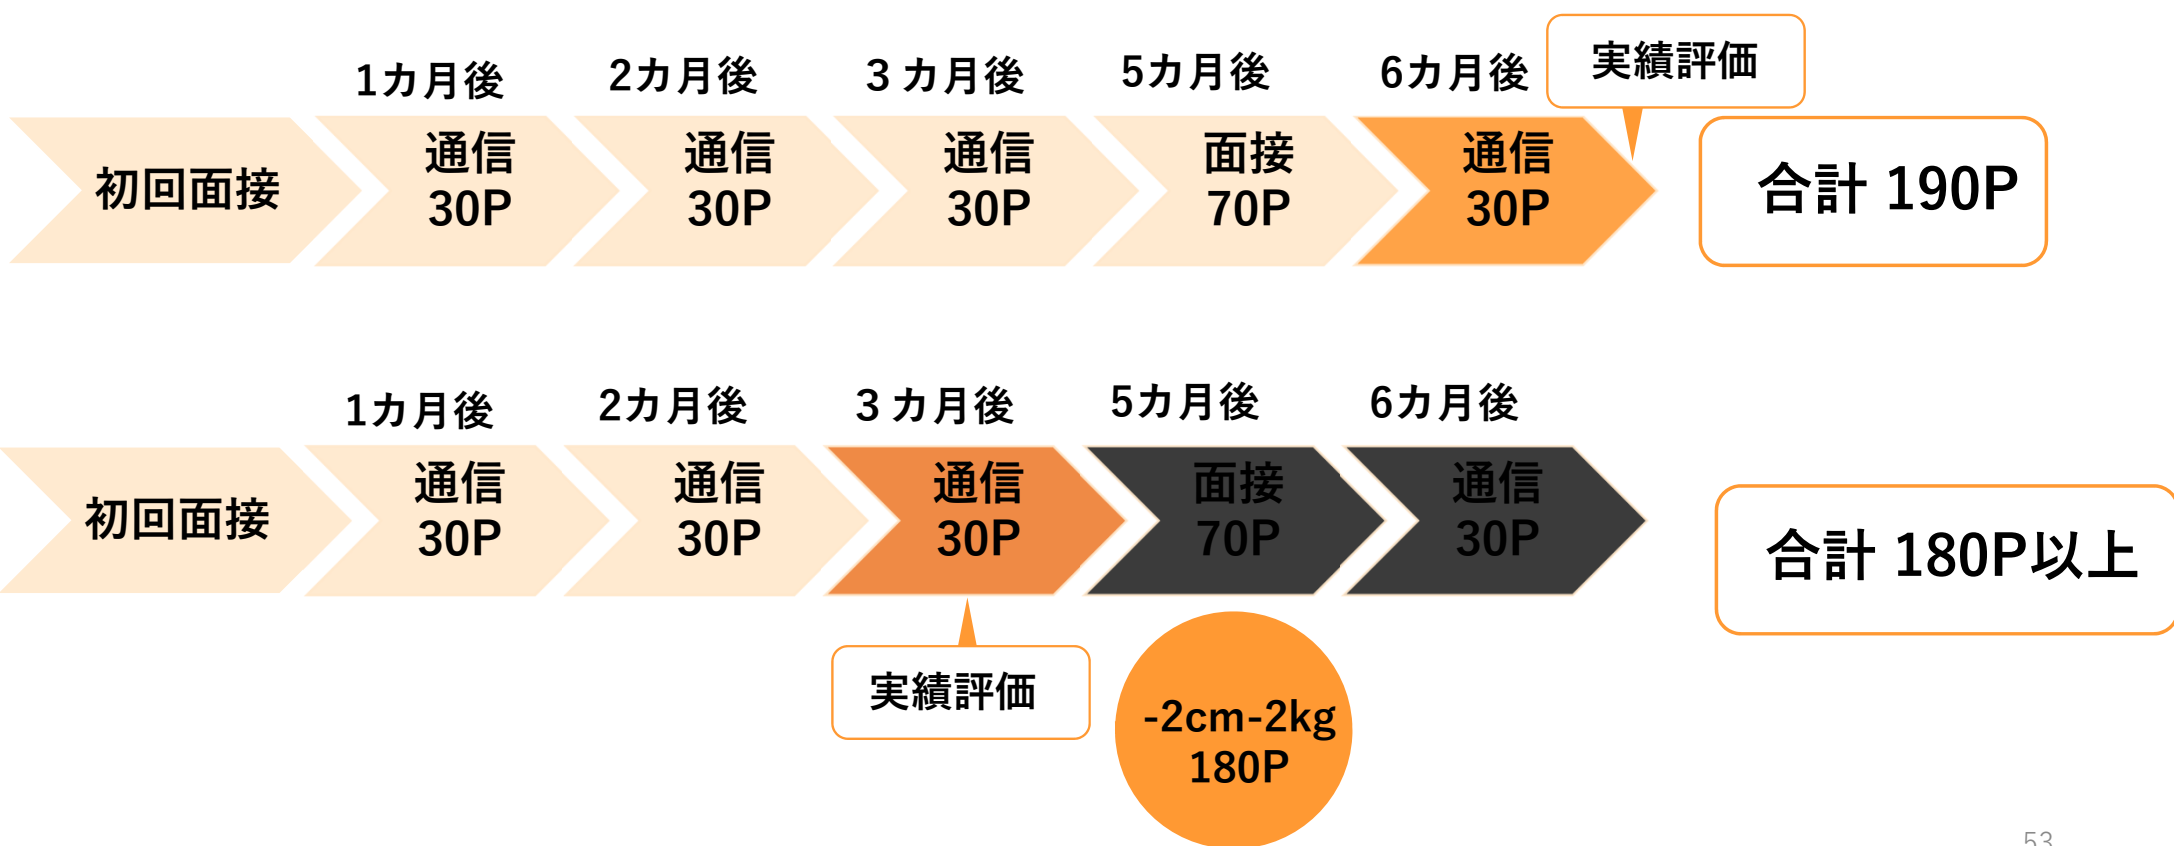 実績評価
1カ月後
2カ月後
3 カ月後
5カ月後
6カ月後
初回面接
通信
30P
通信
30P
通信
30P
面接
70P
通信
30P
合計 190P
1カ月後
2カ月後
3 カ月後
5カ月後
6カ月後
初回面接
通信
30P
通信
30P
通信
30P
面接
70P
通信
30P
合計 180P以上
実績評価
-2cm-2kg
180P
53